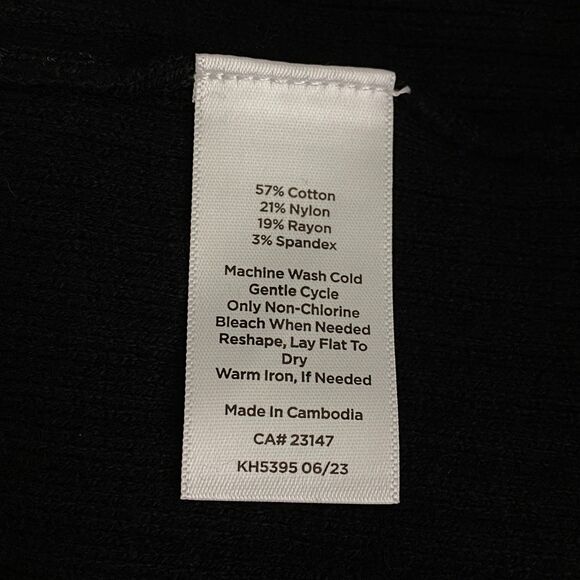 57% Cotton
21% Nylon
19% Rayon
3% Spandex
Machine Wash Cold
Gentle Cycle
Only Non-Chlorine
Bleach When Needed
Reshape, Lay Flat To
Dry
Warm Iron, If Needed
Made In Cambodia
CA# 23147
KH5395 06/23